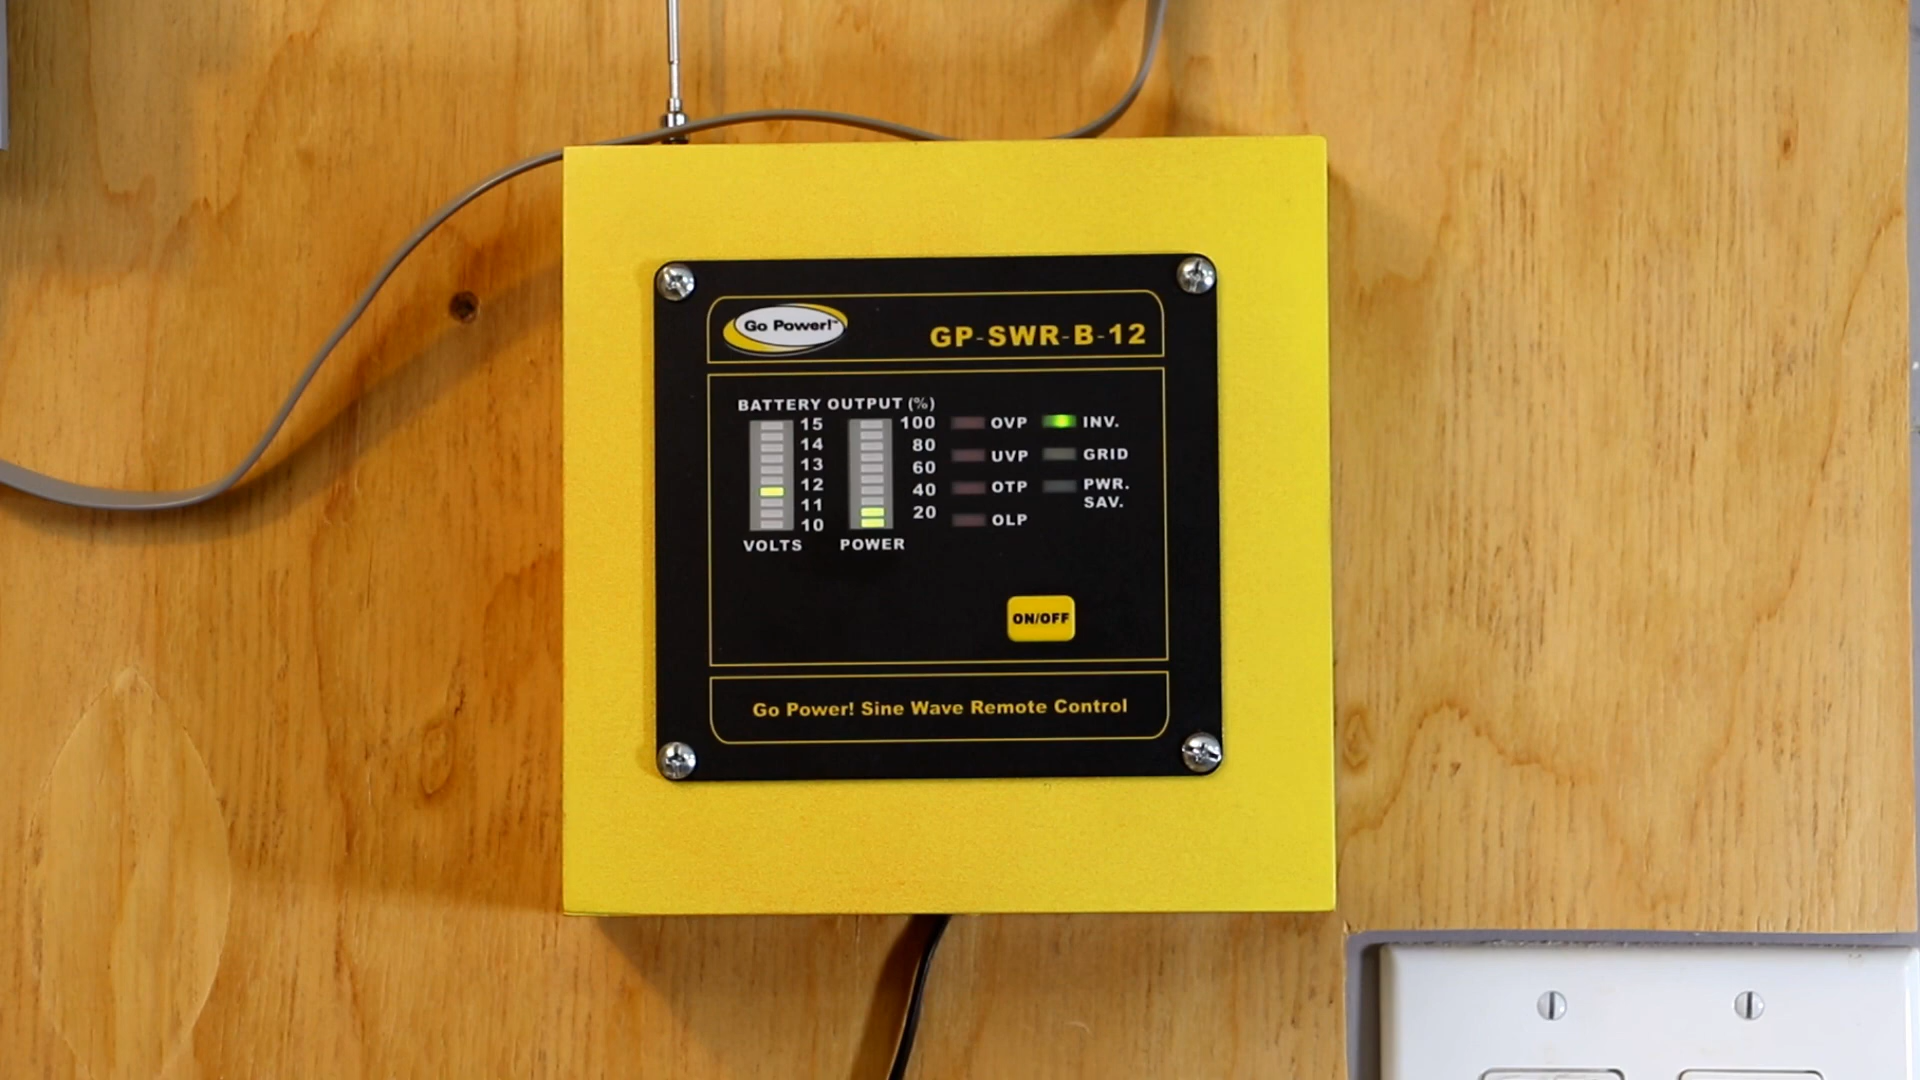 Go Power!™
GP-SWR-B-12
BATTERY OUTPUT (%)
15 100 OVP INV.
14 80
13 60 UVP GRID
12 40 OTP PWR. SAV.
11 20
10 OLP
VOLTS POWER
ON/OFF
Go Power! Sine Wave Remote Control